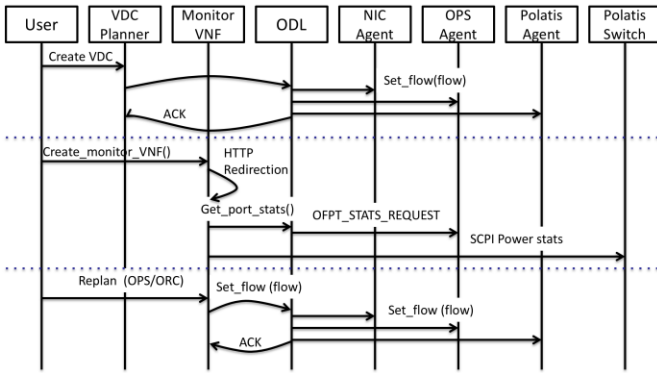 User
VDC
Planner
Monitor
VNF
ODL
NIC
Agent
OPS
Agent
Polatis
Agent
Polatis
Switch
Create VDC
Set_flow(flow)
ACK
Create_monitor_VNF()
HTTP
Redirection
Get_port_stats()
OFPT_STATS_REQUEST
SCPI Power stats
Replan (OPS/ORC)
Set_flow (flow)
Set_flow (flow)
ACK